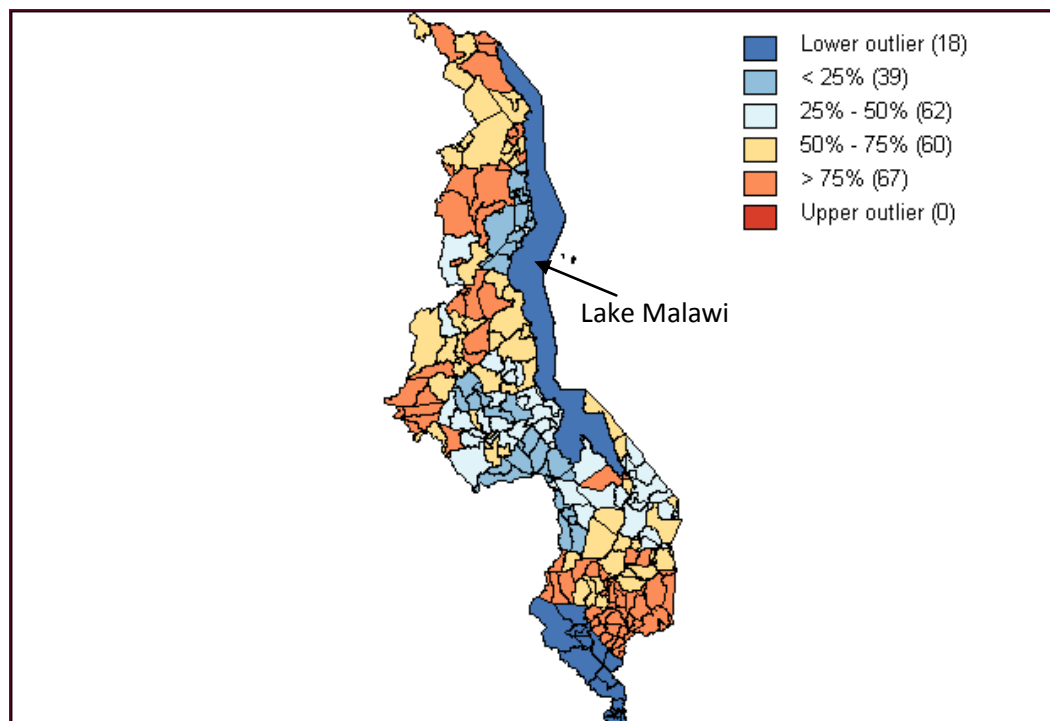 Lower outlier (18)
< 25% (39)
25% - 50% (62)
50% - 75% (60)
> 75% (67)
Upper outlier (0)
Lake Malawi